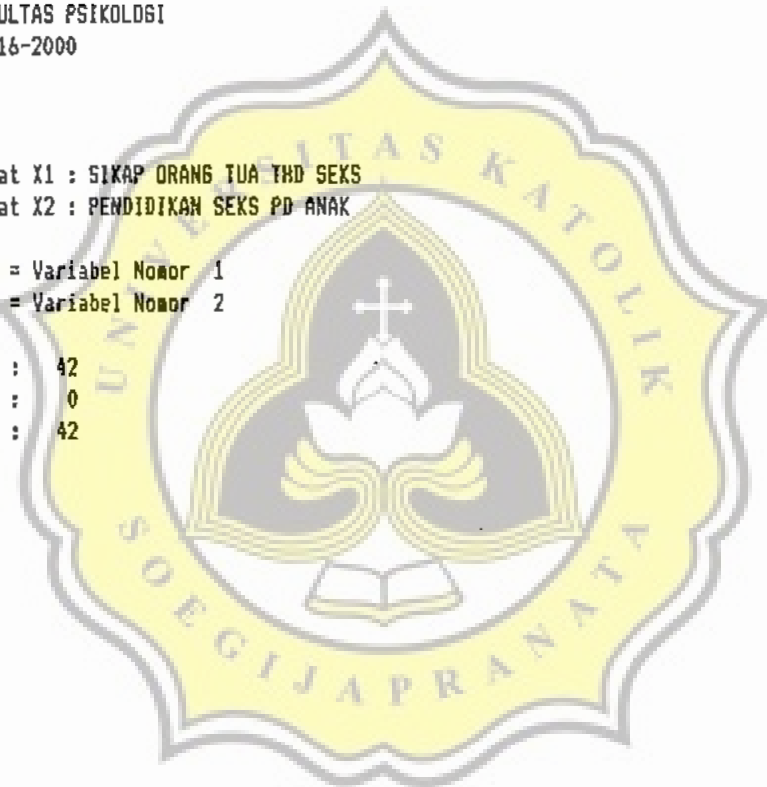 ULTAS PSIKOLOGI
16-2000
at X1 : SIKAP ORANG TUA THD SEKS
at X2 : PENDIDIKAN SEKS PD ANAK
= Variabel Nomor 1
= Variabel Nomor 2
: 42
: 0
: 42
UNIVERSITAS KATOLIK
SOEGIJAPRANATA